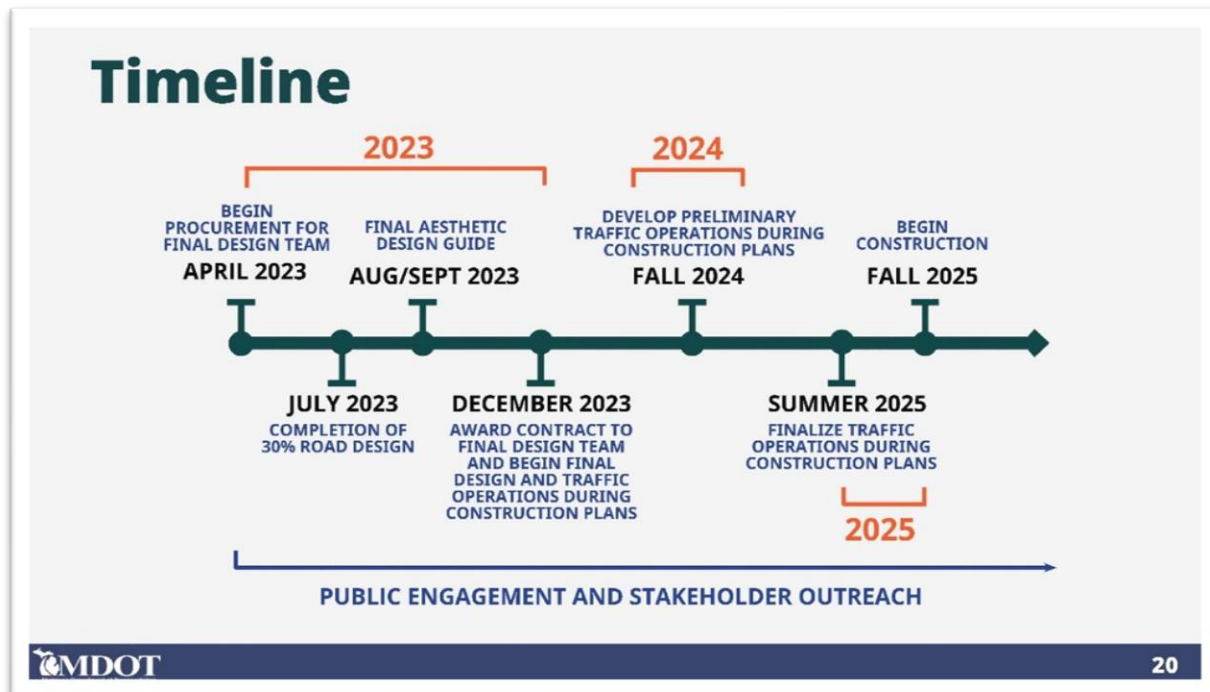 Timeline
2023
2024
BEGIN
PROCUREMENT FOR
FINAL DESIGN TEAM
APRIL 2023
FINAL AESTHETIC
DESIGN GUIDE
AUG/SEPT 2023
DEVELOP PRELIMINARY
TRAFFIC OPERATIONS DURING
CONSTRUCTION PLANS
FALL 2024
BEGIN
CONSTRUCTION
FALL 2025
JULY 2023
COMPLETION OF
30% ROAD DESIGN
DECEMBER 2023
AWARD CONTRACT TO
FINAL DESIGN TEAM
AND BEGIN FINAL
DESIGN AND TRAFFIC
OPERATIONS DURING
CONSTRUCTION PLANS
SUMMER 2025
FINALIZE TRAFFIC
OPERATIONS DURING
CONSTRUCTION PLANS
2025
PUBLIC ENGAGEMENT AND STAKEHOLDER OUTREACH
MDOT
20